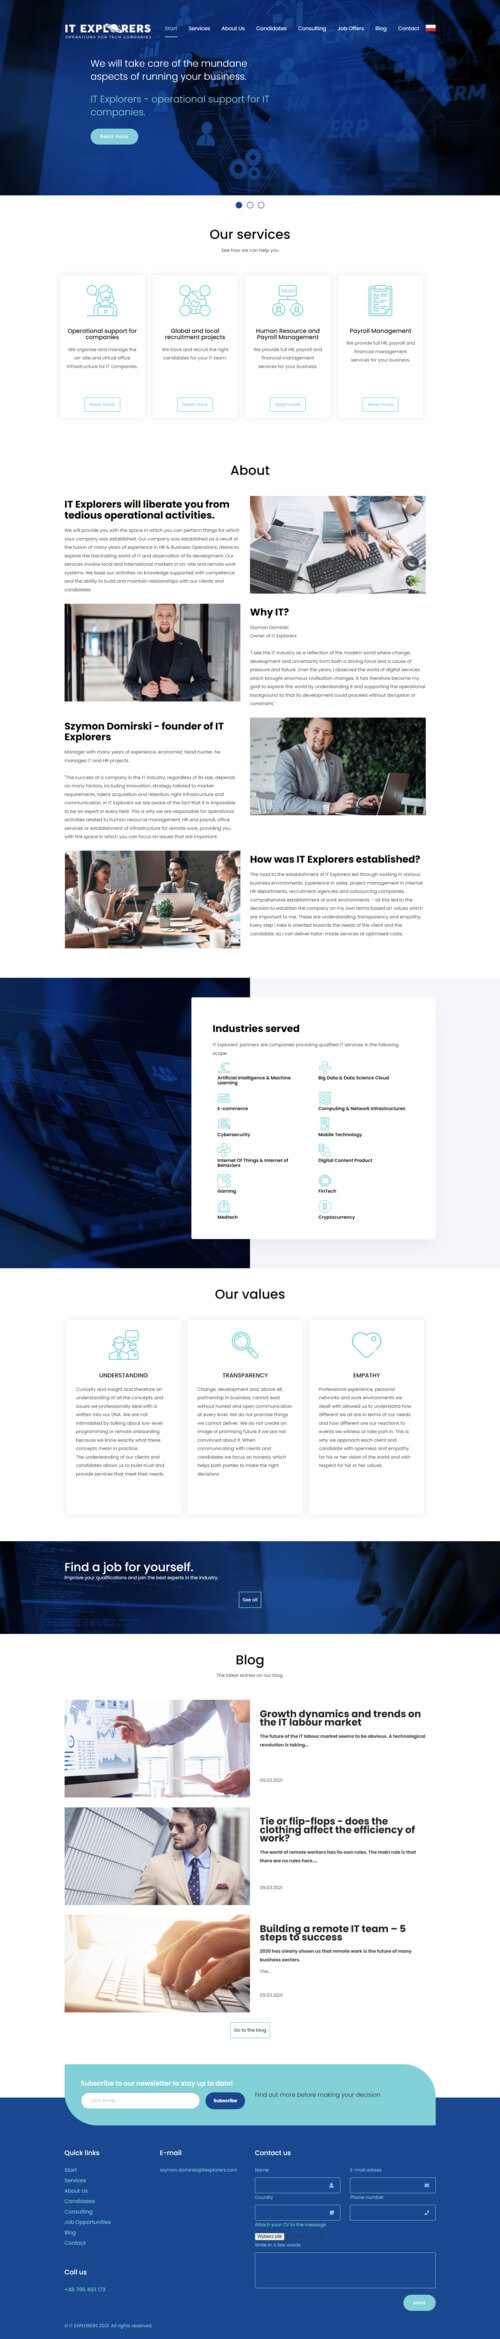 IT EXPLORERS
OPERATIONS FOR TECH COMPANIES
Start Services About Us Candidates Consulting Job Offers Blog Contact
We will take care of the mundane
aspects of running your business.
IT Explorers - operational support for IT
companies.
Read more
ERP
CRM
Our services
See how we can help you
Operational support for
companies
We organise and manage the
on-site and virtual office
infrastructure for IT companies.
Read more
Global and local
recruitment projects
We track and recruit the right
candidates for your IT team.
Read more
Human Resource and
Payroll Management
We provide full HR, payroll and
financial management
services for your business.
Read more
Payroll Management
We provide full HR, payroll and
financial management
services for your business.
Read more
About
IT Explorers will liberate you from
tedious operational activities.
We will provide you with the space in which you can perform things for which
your company was established. Our company was established as a result of
the fusion of many years of experience in HR & Business Operations, desire to
explore the fascinating world of IT and observation of its development. Our
services involve local and international markets in on-site and remote work
systems. We base our activities on knowledge supported with competence
and the ability to build and maintain relationships with our clients and
candidates.
Why IT?
Szymon Domirski
Owner of IT Explorers
"I see the IT industry as a reflection of the modern world where change,
development and uncertainty form both a driving force and a cause of
pressure and failure. Over the years, I observed the world of digital services
which brought enormous civilisation changes. It has therefore become my
goal to explore this world by understanding it and supporting the operational
background so that its development could proceed without disruption or
constraint."
Szymon Domirski - founder of IT
Explorers
Manager with many years of experience, economist, head hunter, he
manages IT and HR projects.
"The success of a company in the IT industry, regardless of its size, depends
on many factors, including innovation, strategy tailored to market
requirements, talent acquisition and retention, right infrastructure and
communication. In IT Explorers we are aware of the fact that it is impossible
to be an expert in every field. This is why we are responsible for operational
activities related to human resource management, HR and payroll, office
services or establishment of infrastructure for remote work, providing you
with the space in which you can focus on issues that are important.
How was IT Explorers established?
The road to the establishment of IT Explorers led through working in various
business environments. Experience in sales, project management in internal
HR departments, recruitment agencies and outsourcing companies,
comprehensive establishment of work environments - all this led to the
decision to establish the company on my own terms based on values which
are important to me. These are understanding, transparency and empathy.
Every step I take is oriented towards the needs of the client and the
candidate, so I can deliver tailor-made services at optimised costs.
Industries served
IT Explorers' partners are companies providing qualified IT services in the following
scope:
Artificial Intelligence & Machine
Learning
Big Data & Data Science Cloud
E-commerce
Computing & Network Infrastructures
Cybersecurity
Mobile Technology
Internet Of Things & Internet of
Behaviors
Digital Content Product
Gaming
FinTech
Medtech
Cryptocurrency
Our values
UNDERSTANDING
Curiosity and insight and therefore an
understanding of all the concepts and
issues we professionally deal with is
written into our DNA. We are not
intimidated by talking about low-level
programming or remote onboarding
because we know exactly what these
concepts mean in practice.
The understanding of our clients and
candidates allows us to build trust and
provide services that meet their needs.
TRANSPARENCY
Change, development and, above all,
partnership in business, cannot exist
without honest and open communication
at every level. We do not promise things
we cannot deliver. We do not create an
image of promising future if we are not
convinced about it. When
communicating with clients and
candidates we focus on honesty which
helps both parties to make the right
decisions.
EMPATHY
Professional experience, personal
networks and work environments we
dealt with allowed us to understand how
different we all are in terms of our needs
and how different are our reactions to
events we witness or take part in. This is
why we approach each client and
candidate with openness and empathy
for his or her vision of the world and with
respect for his or her values.
Find a job for yourself.
Improve your qualifications and join the best experts in the industry.
See all
Blog
The latest entries on our blog
Growth dynamics and trends on
the IT labour market
The future of the IT labour market seems to be obvious. A technological
revolution is taking...
09.03.2021
Tie or flip-flops - does the
clothing affect the efficiency of
work?
The world of remote workers has its own rules. The main rule is that
there are no rules here....
09.03.2021
Building a remote IT team – 5
steps to success
2020 has clearly shown us that remote work is the future of many
business sectors.
The...
09.03.2021
Go to the blog
Subscribe to our newsletter to stay up to date!
your email
Subscribe
Find out more before making your decision
Quick links
Start
Services
About Us
Candidates
Consulting
Job Opportunities
Blog
Contact
Call us
+48 799 493 173
E-mail
szymon.domirski@itexplorers.com
Contact us
Name
E-mail adress
Country
Phone number
Attach your CV to the message
Wybierz plik
Write in a few words
send
© IT EXPLORERS 2021. All rights reserved.